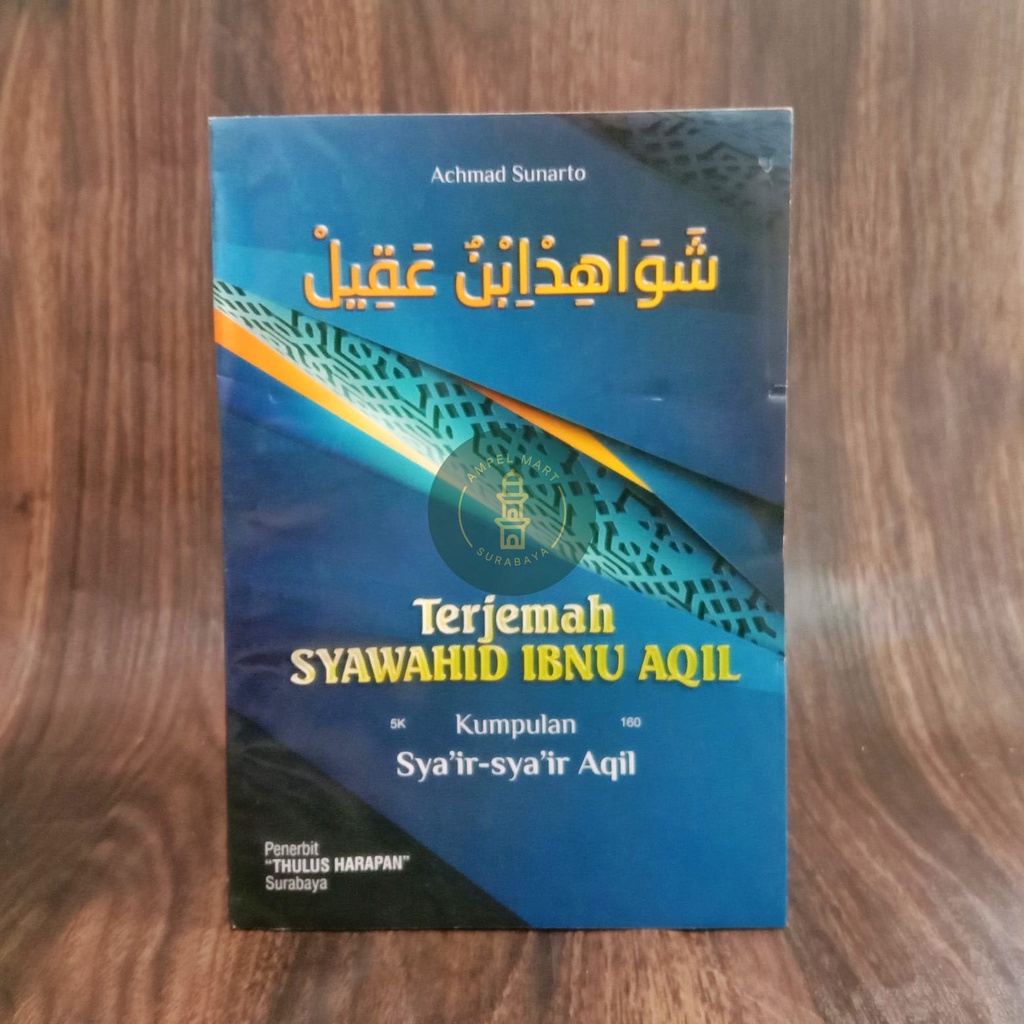 Achmad Sunarto
شَوَاهِدْاِبْنُ عَقِيلْ
AMPEL MART
SURABAYA
Terjemah
SYAWAHID IBNU AQIL
5K Kumpulan 160
Sya'ir-sya'ir Aqil
Penerbit
"THULUS HARAPAN"
Surabaya